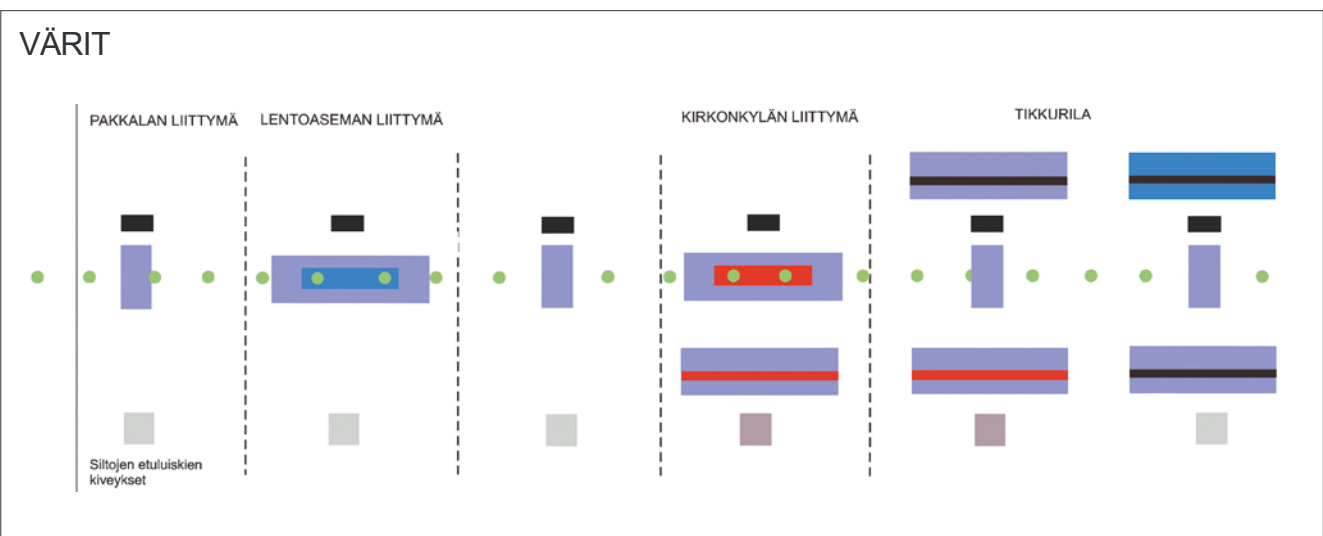 VÄRIT
PAKKALAN LIITTYMÄ
LENTOASEMAN LIITTYMÄ
KIRKONKYLÄN LIITTYMÄ
TIKKURILA
Siltojen etuluiskien
kiveykset